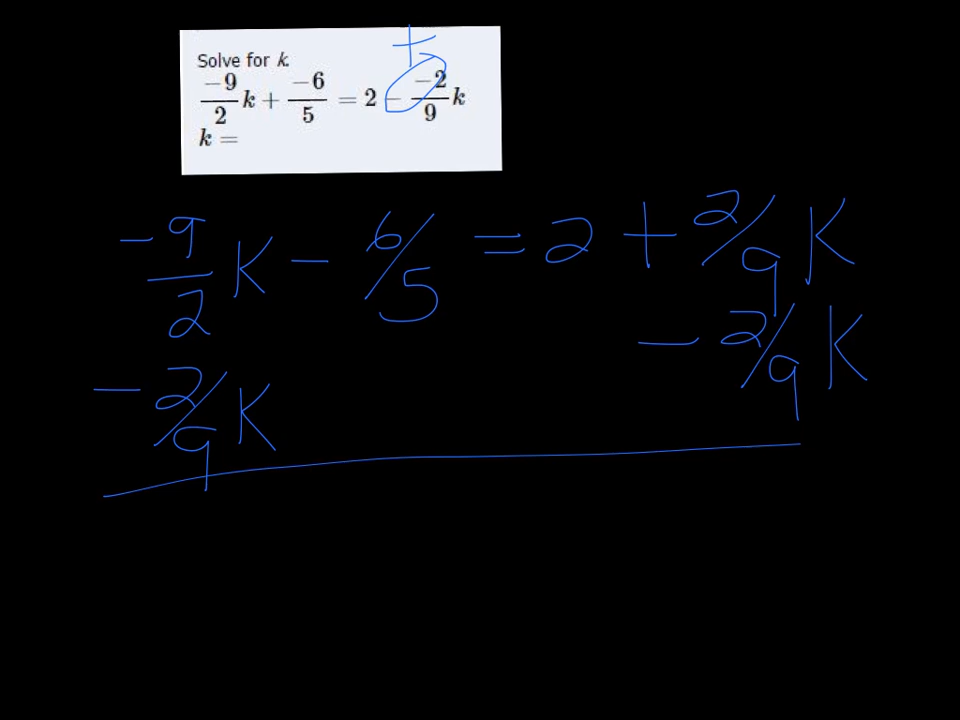 Solve for k
-9/2 k + -6/5 = 2 - -2/9 k
k =
+
-9/2 K - 6/5 = 2 + 2/9 K
- 2/9 K - 2/9 K